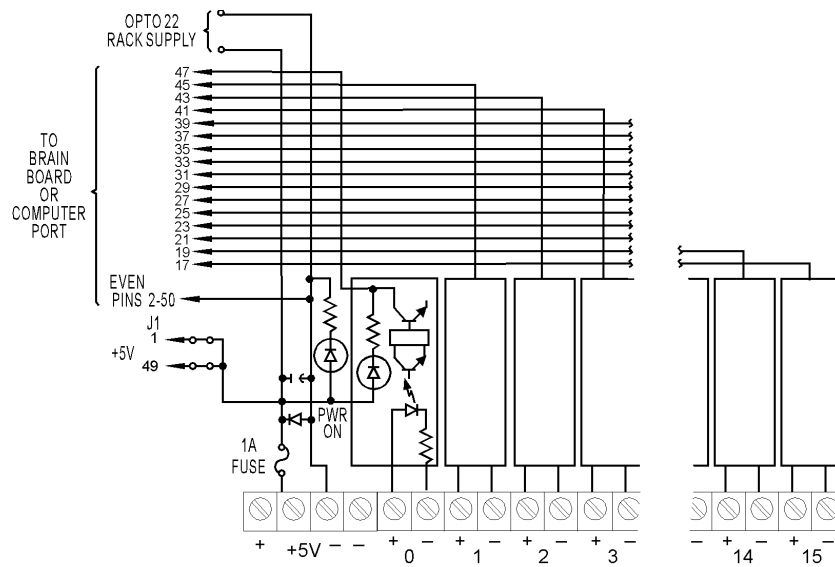 OPTO 22
RACK SUPPLY
47
45
43
41
39
37
35
33
31
29
27
25
23
21
19
17
TO
BRAIN
BOARD
OR
COMPUTER
PORT
EVEN
PINS 2-50
J1
1
+5V
49
PWR
ON
1A
FUSE
+ +5V – – + – + – + – + – + – + –
0 1 2 3 14 15